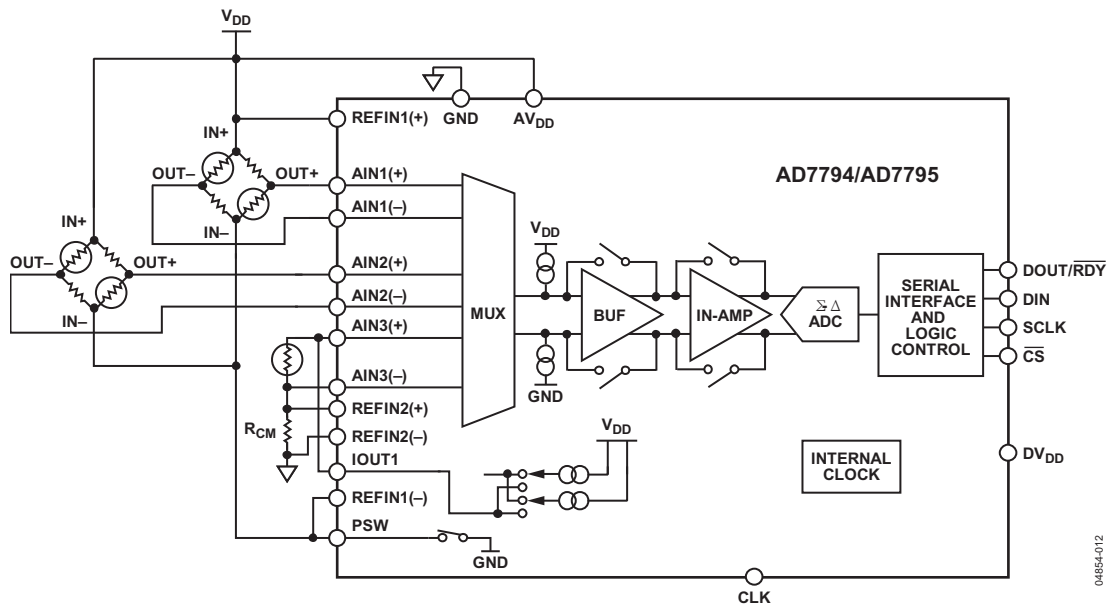 VDD
GND
AVDD
REFIN1(+)
IN+
OUT–
OUT+
IN–
AIN1(+)
AIN1(–)
AD7794/AD7795
IN+
OUT–
OUT+
IN–
AIN2(+)
AIN2(–)
AIN3(+)
AIN3(–)
REFIN2(+)
RCM
REFIN2(–)
IOUT1
REFIN1(–)
PSW
GND
MUX
VDD
GND
BUF
IN-AMP
Σ-Δ
ADC
SERIAL
INTERFACE
AND
LOGIC
CONTROL
DOUT/RDY
DIN
SCLK
CS
VDD
INTERNAL
CLOCK
DVDD
CLK
04854-012